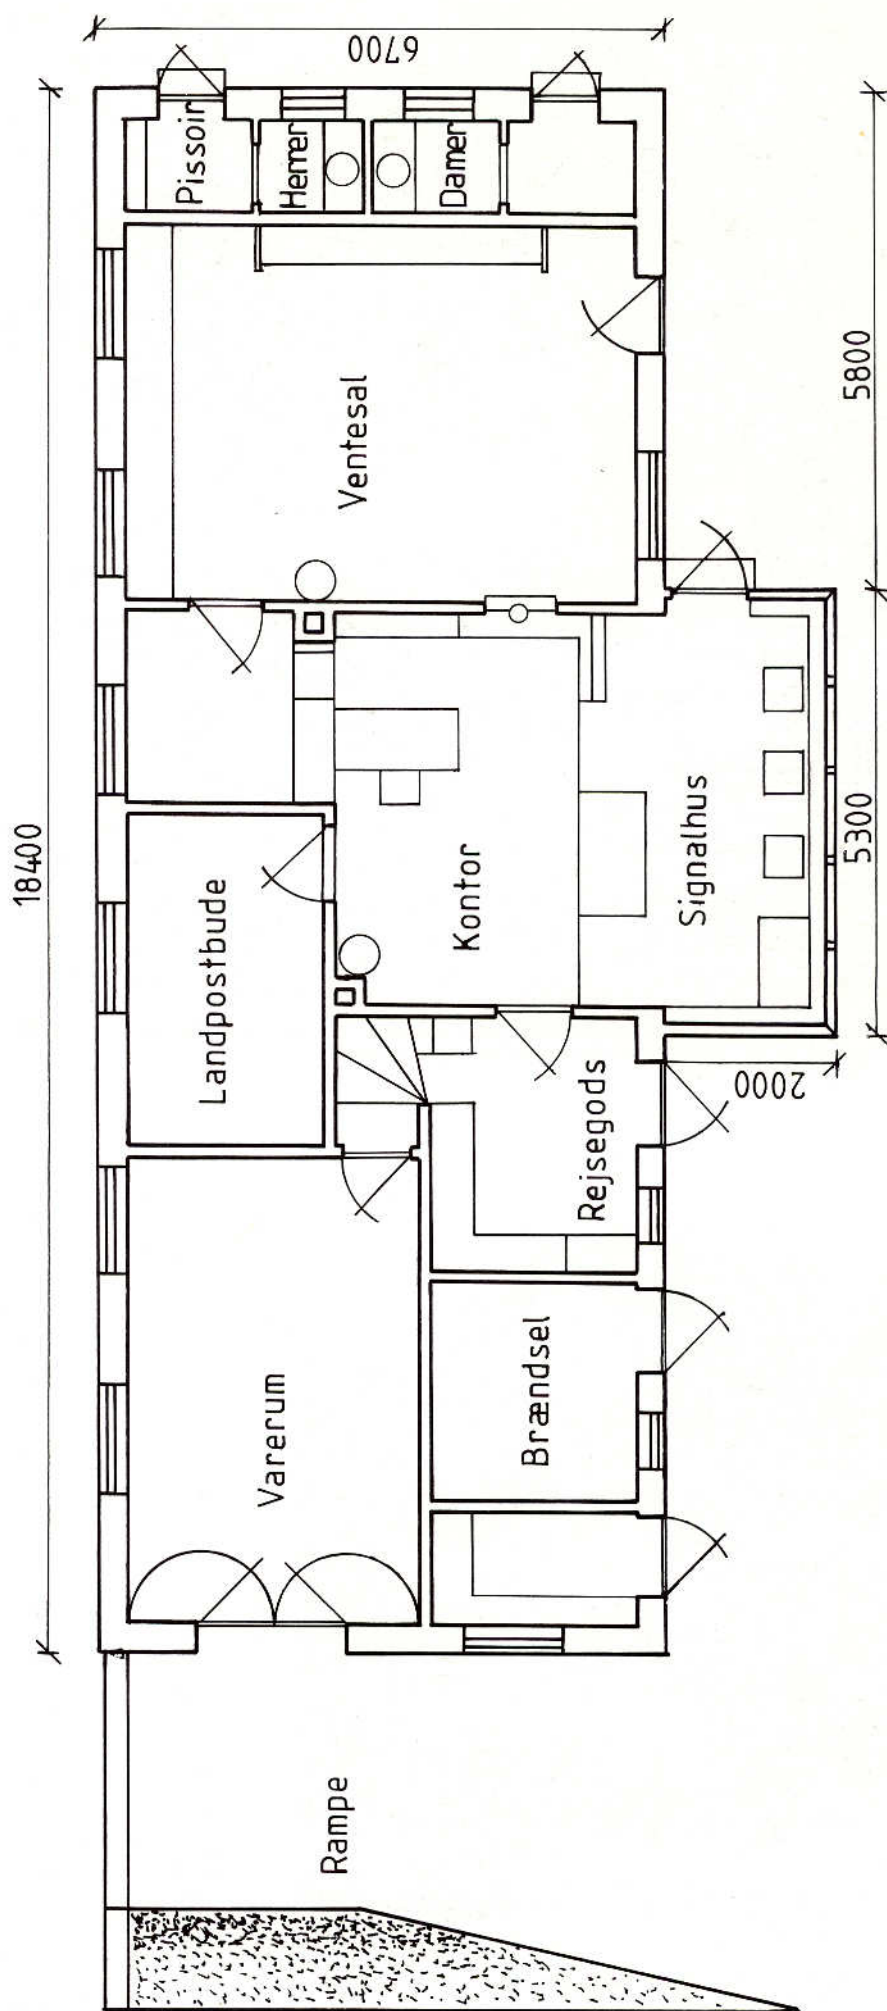 18400
6700
Pissoir
Herrer
Damer
Ventesal
5800
Landpostbude
Kontor
Signalhus
5300
2000
Rejsegods
Varerum
Brændsel
Rampe